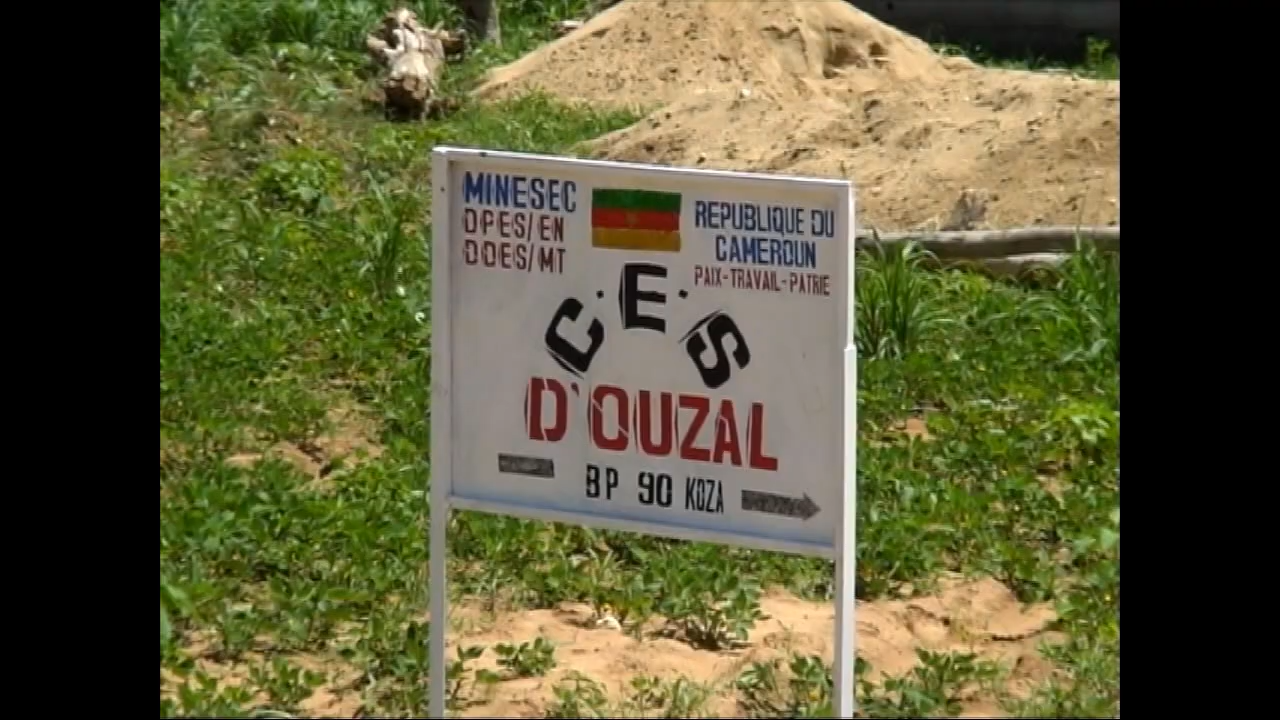 MINESEC
DPES/EN
DDES/MT
REPUBLIQUE DU
CAMEROUN
PAIX-TRAVAIL-PATRIE
C.E.S
D'OUZAL
BP 90 KOZA